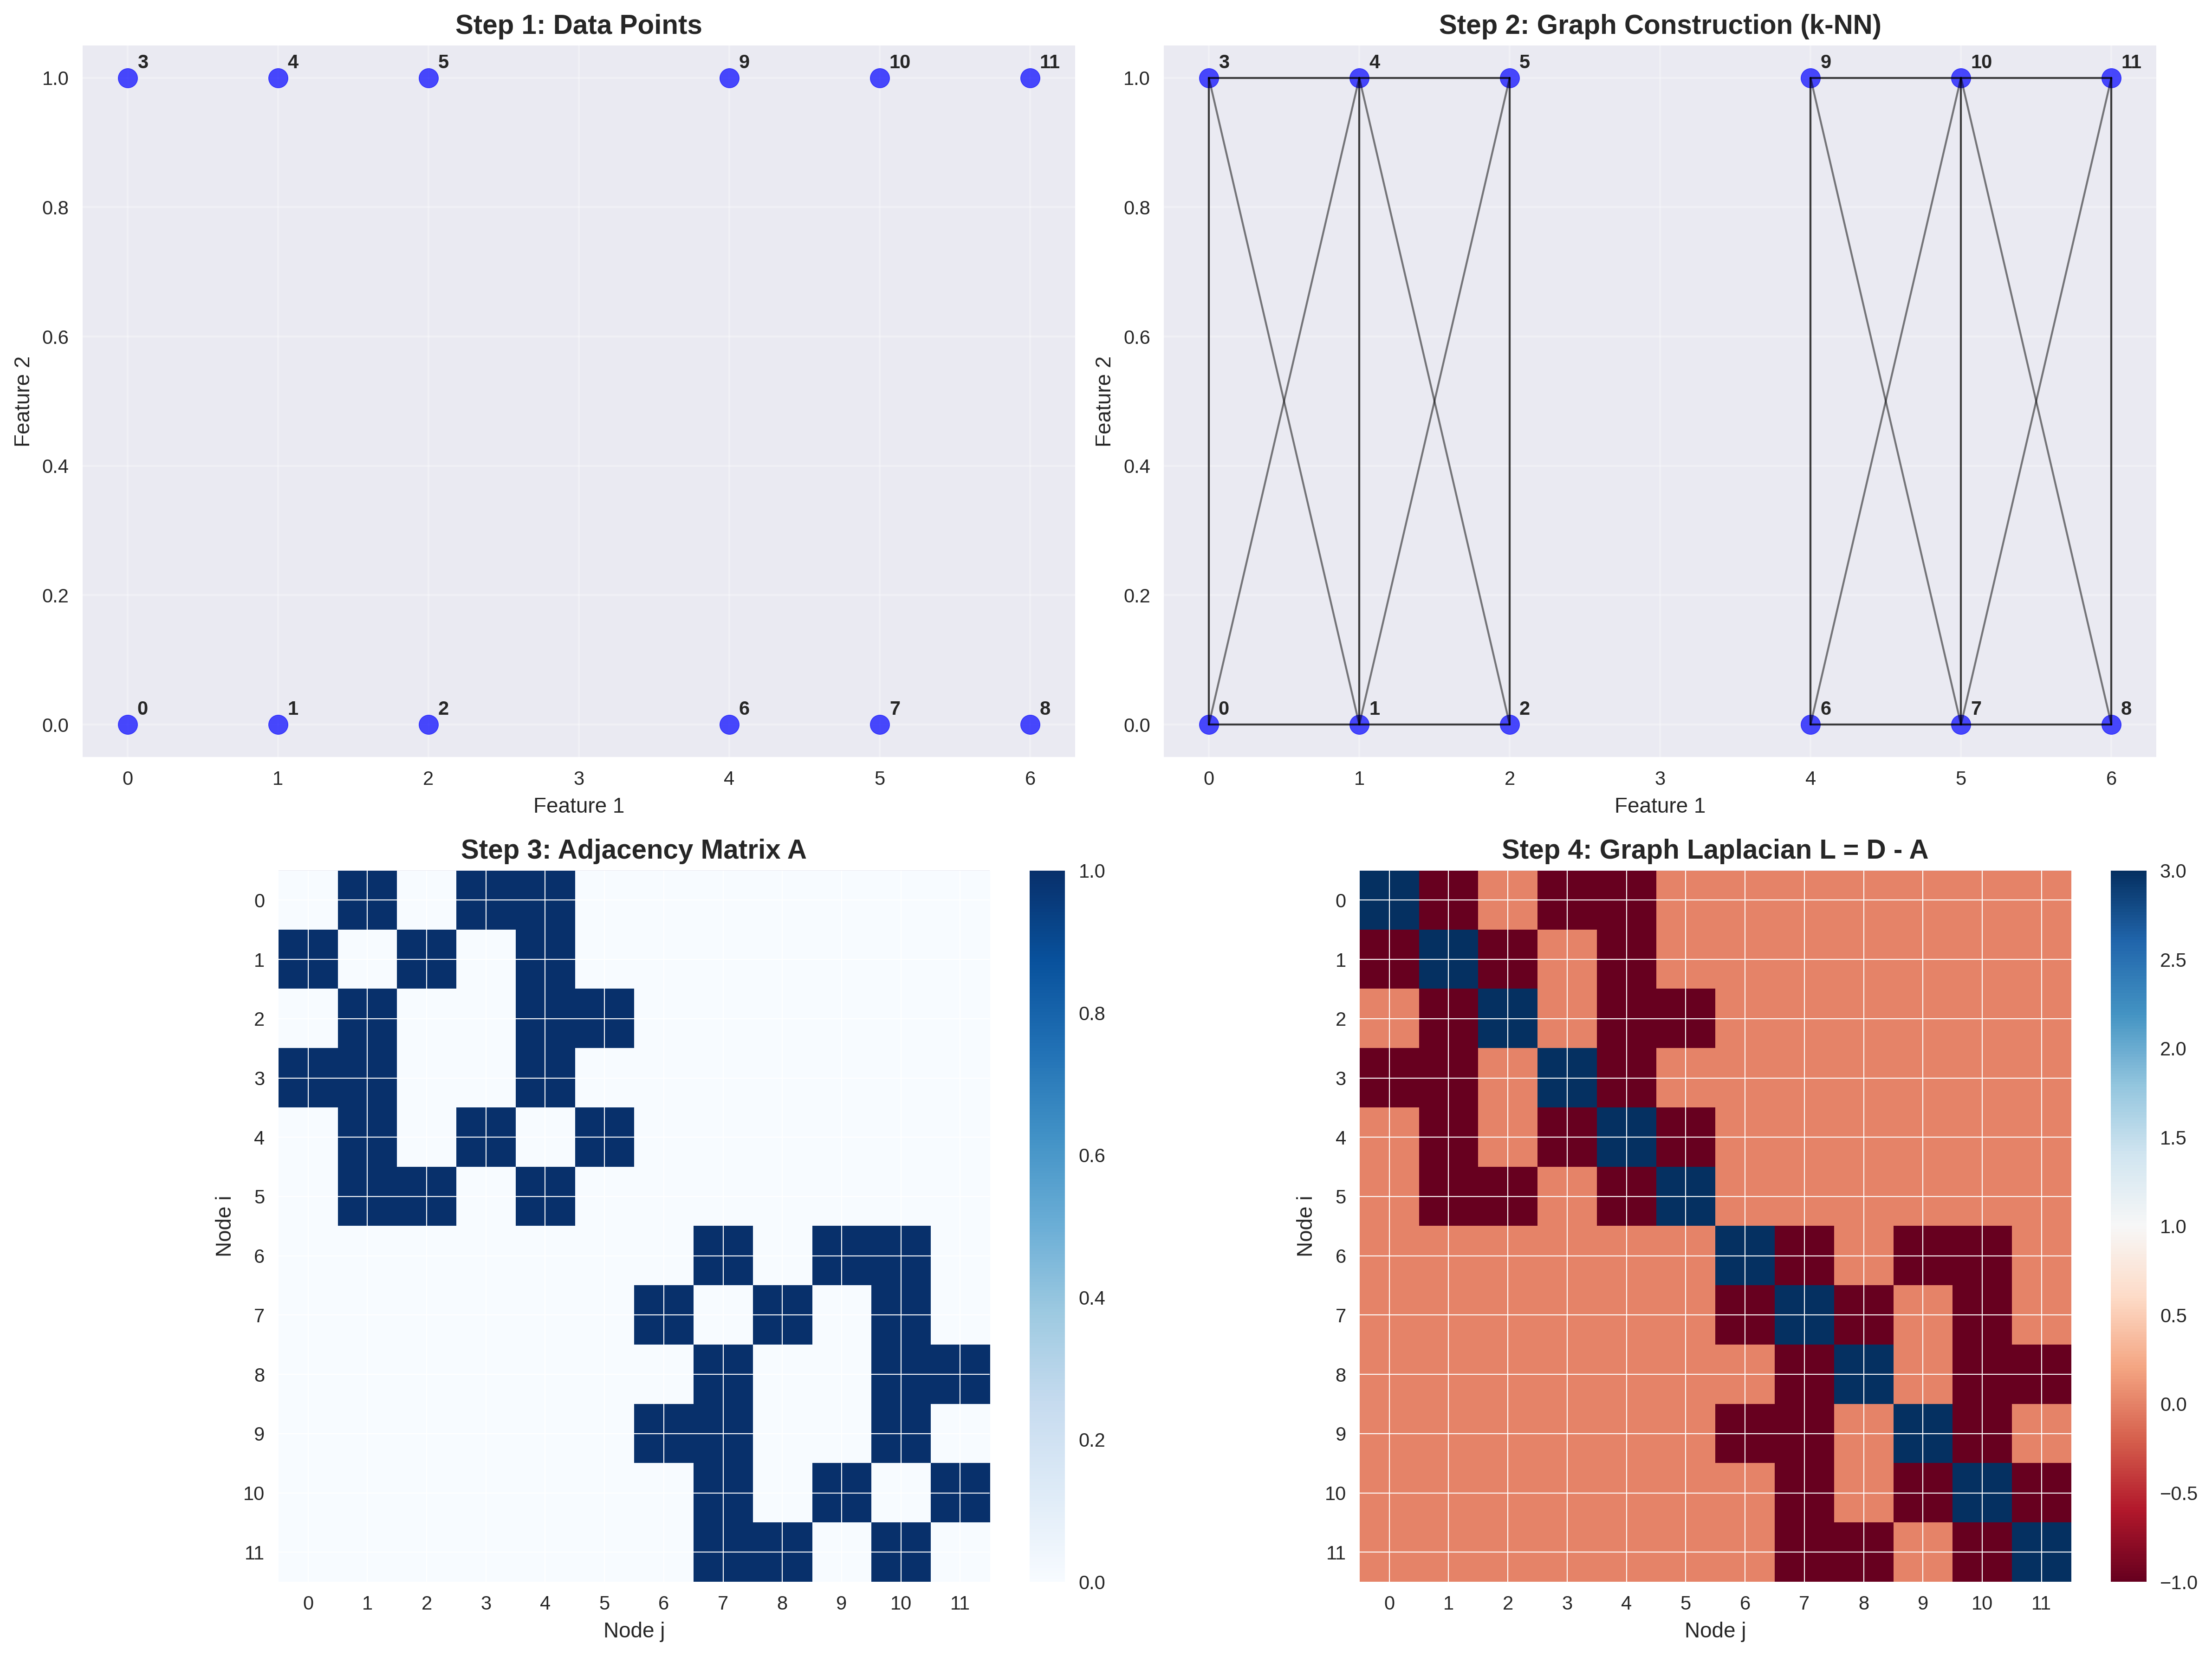 Step 1: Data Points
3 4 5 9 10 11
1.0
0.8
0.6
0.4
0.2
0.0
Feature 2
0 1 2 6 7 8
0 1 2 3 4 5 6
Feature 1
Step 2: Graph Construction (k-NN)
3 4 5 9 10 11
1.0
0.8
0.6
0.4
0.2
0.0
Feature 2
0 1 2 6 7 8
0 1 2 3 4 5 6
Feature 1
Step 3: Adjacency Matrix A
0
1
2
3
4
5
6
7
8
9
10
11
Node i
0 1 2 3 4 5 6 7 8 9 10 11
Node j
1.0
0.8
0.6
0.4
0.2
0.0
Step 4: Graph Laplacian L = D - A
0
1
2
3
4
5
6
7
8
9
10
11
Node i
0 1 2 3 4 5 6 7 8 9 10 11
Node j
3.0
2.5
2.0
1.5
1.0
0.5
0.0
−0.5
−1.0